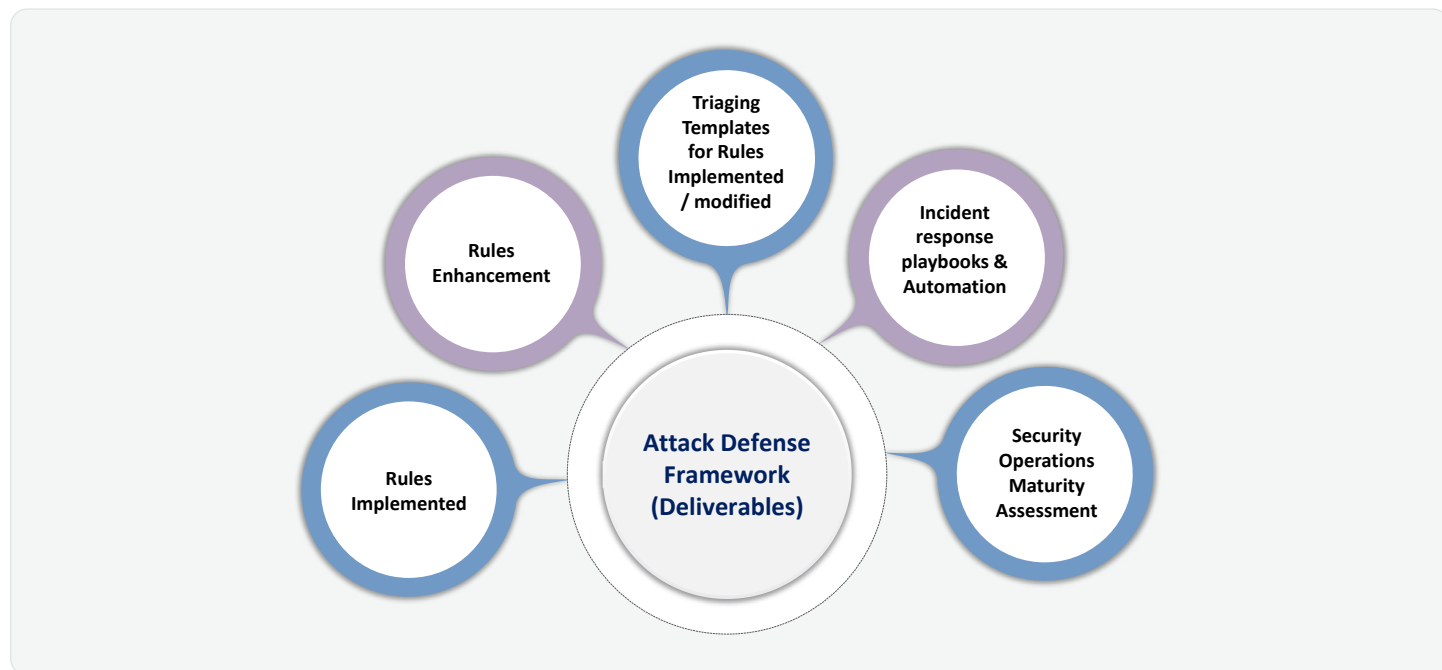 Triaging
Templates
for Rules
Implemented
/ modified
Rules
Enhancement
Incident
response
playbooks &
Automation
Rules
Implemented
Attack Defense
Framework
(Deliverables)
Security
Operations
Maturity
Assessment